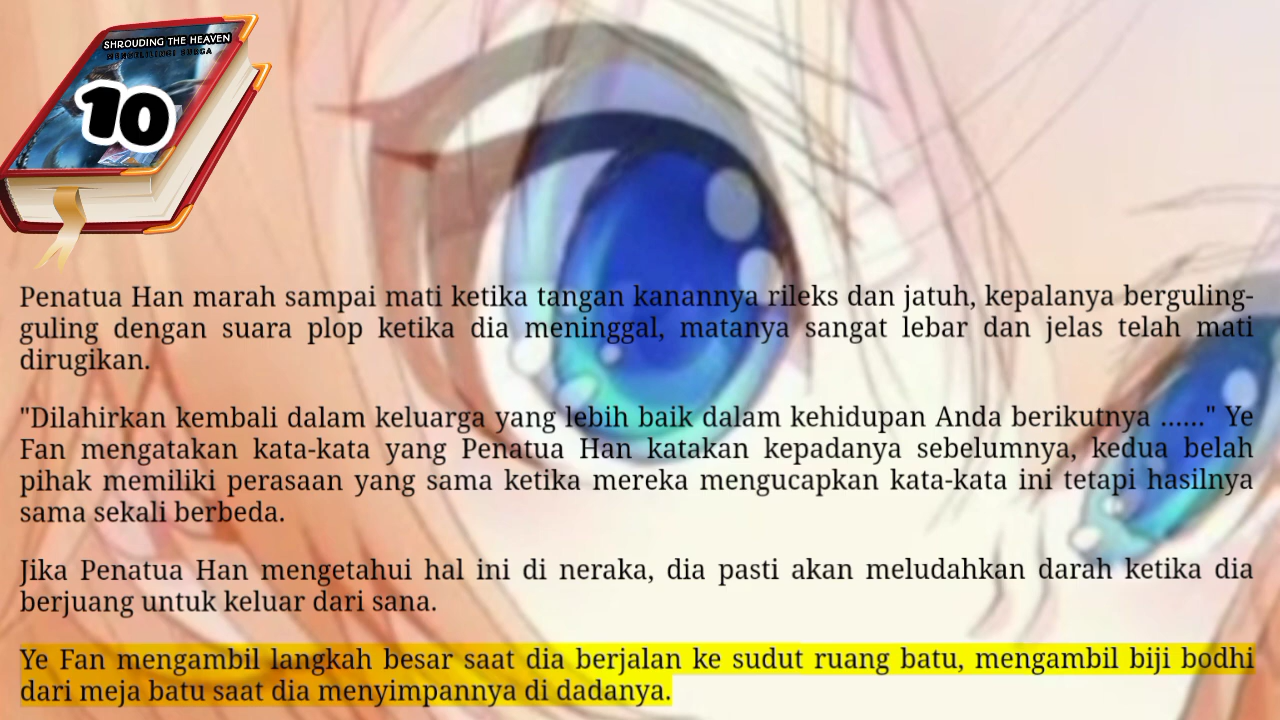 SHROUDING THE HEAVEN
10
Penatua Han marah sampai mati ketika tangan kanannya rileks dan jatuh, kepalanya berguling-
guling dengan suara plop ketika dia meninggal, matanya sangat lebar dan jelas telah mati
dirugikan.
"Dilahirkan kembali dalam keluarga yang lebih baik dalam kehidupan Anda berikutnya ......" Ye
Fan mengatakan kata-kata yang Penatua Han katakan kepadanya sebelumnya, kedua belah
pihak memiliki perasaan yang sama ketika mereka mengucapkan kata-kata ini tetapi hasilnya
sama sekali berbeda.
Jika Penatua Han mengetahui hal ini di neraka, dia pasti akan meludahkan darah ketika dia
berjuang untuk keluar dari sana.
Ye Fan mengambil langkah besar saat dia berjalan ke sudut ruang batu, mengambil biji bodhi
dari meja batu saat dia menyimpannya di dadanya.